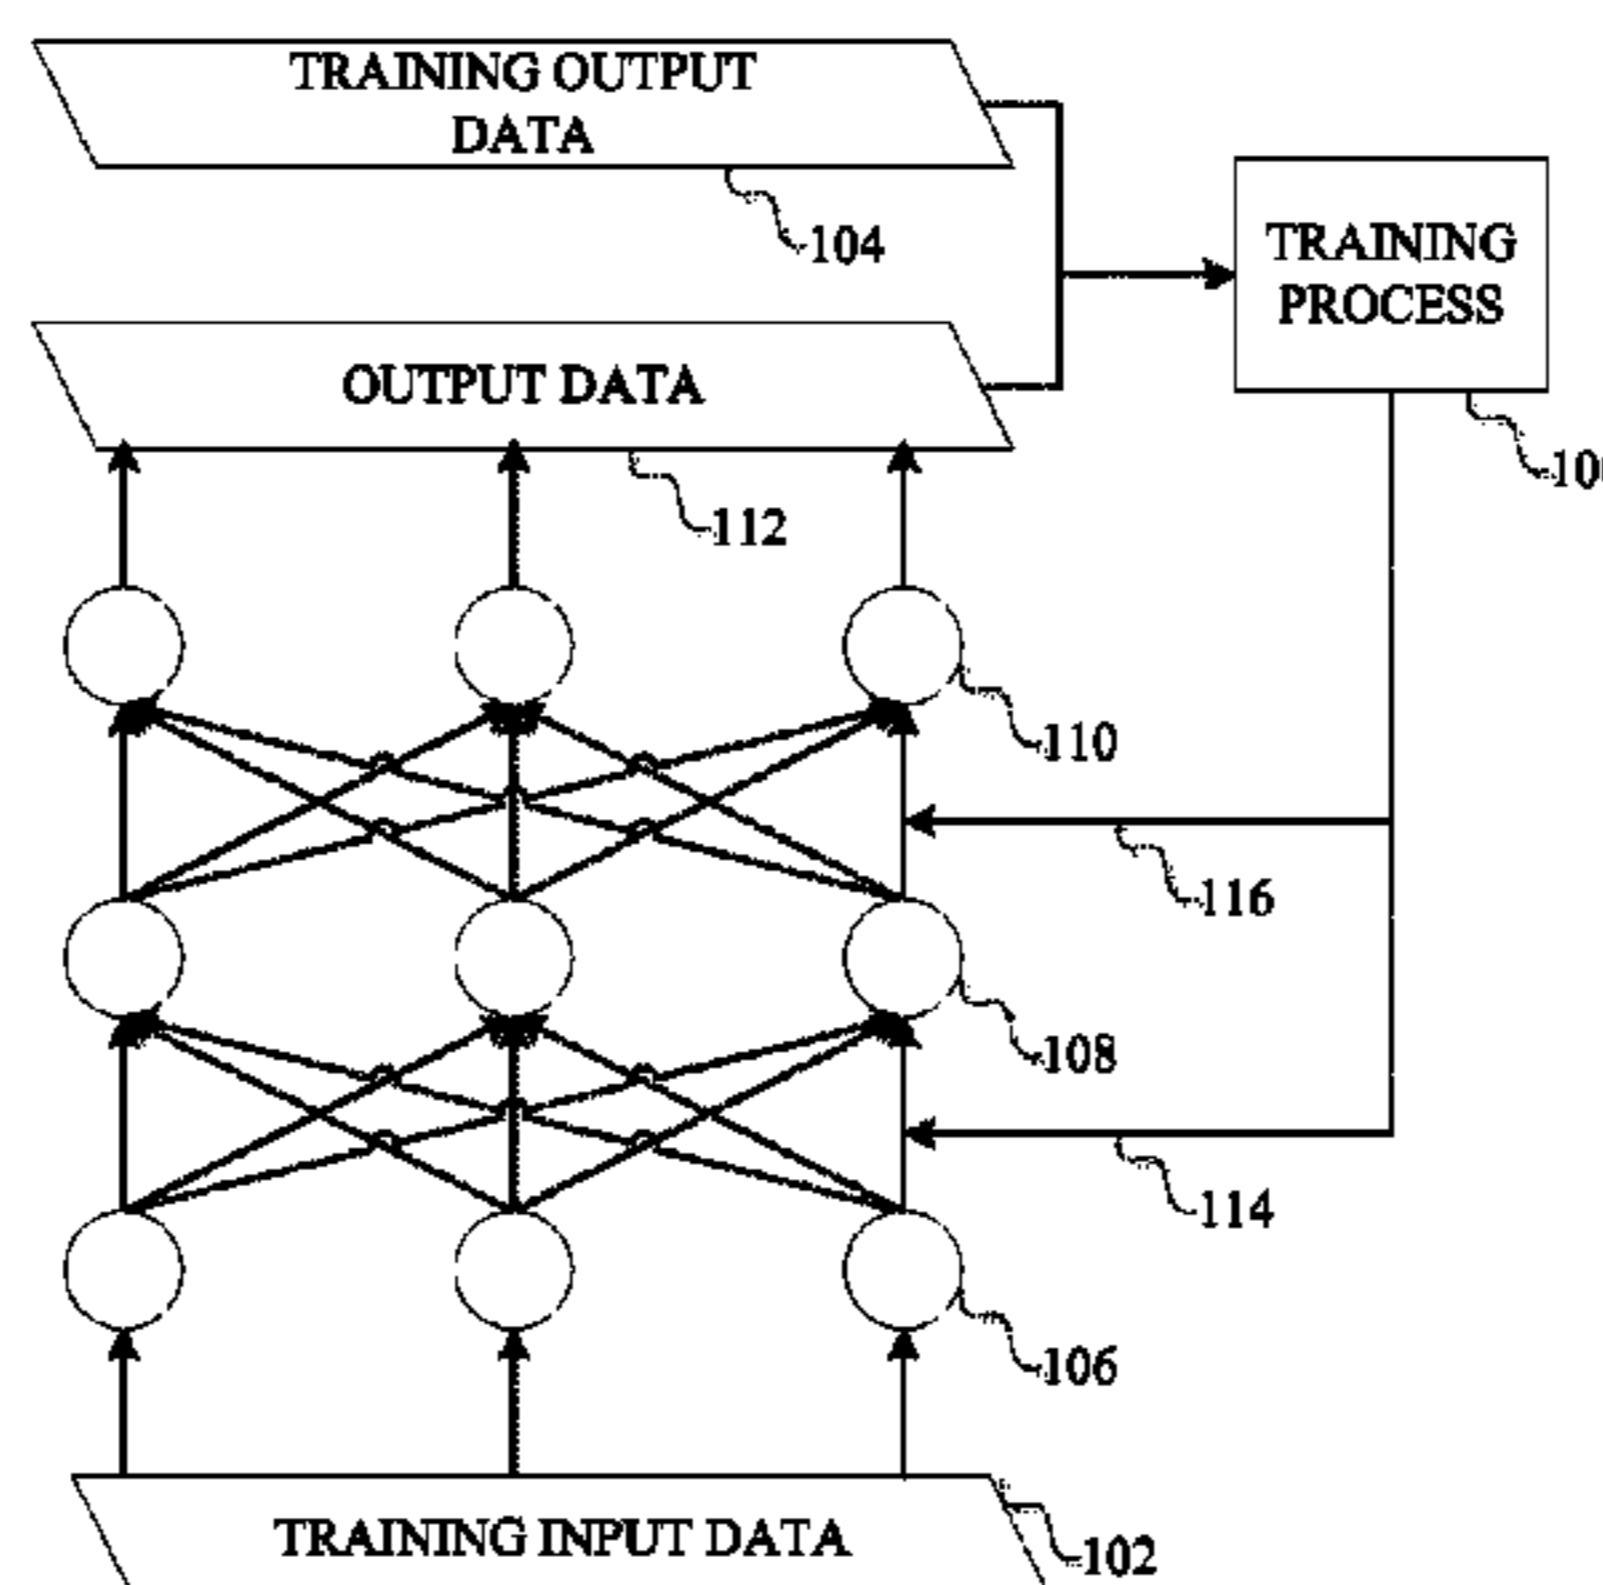 TRAINING OUTPUT
DATA
104
TRAINING
PROCESS
OUTPUT DATA
112
110
116
108
114
106
TRAINING INPUT DATA
102